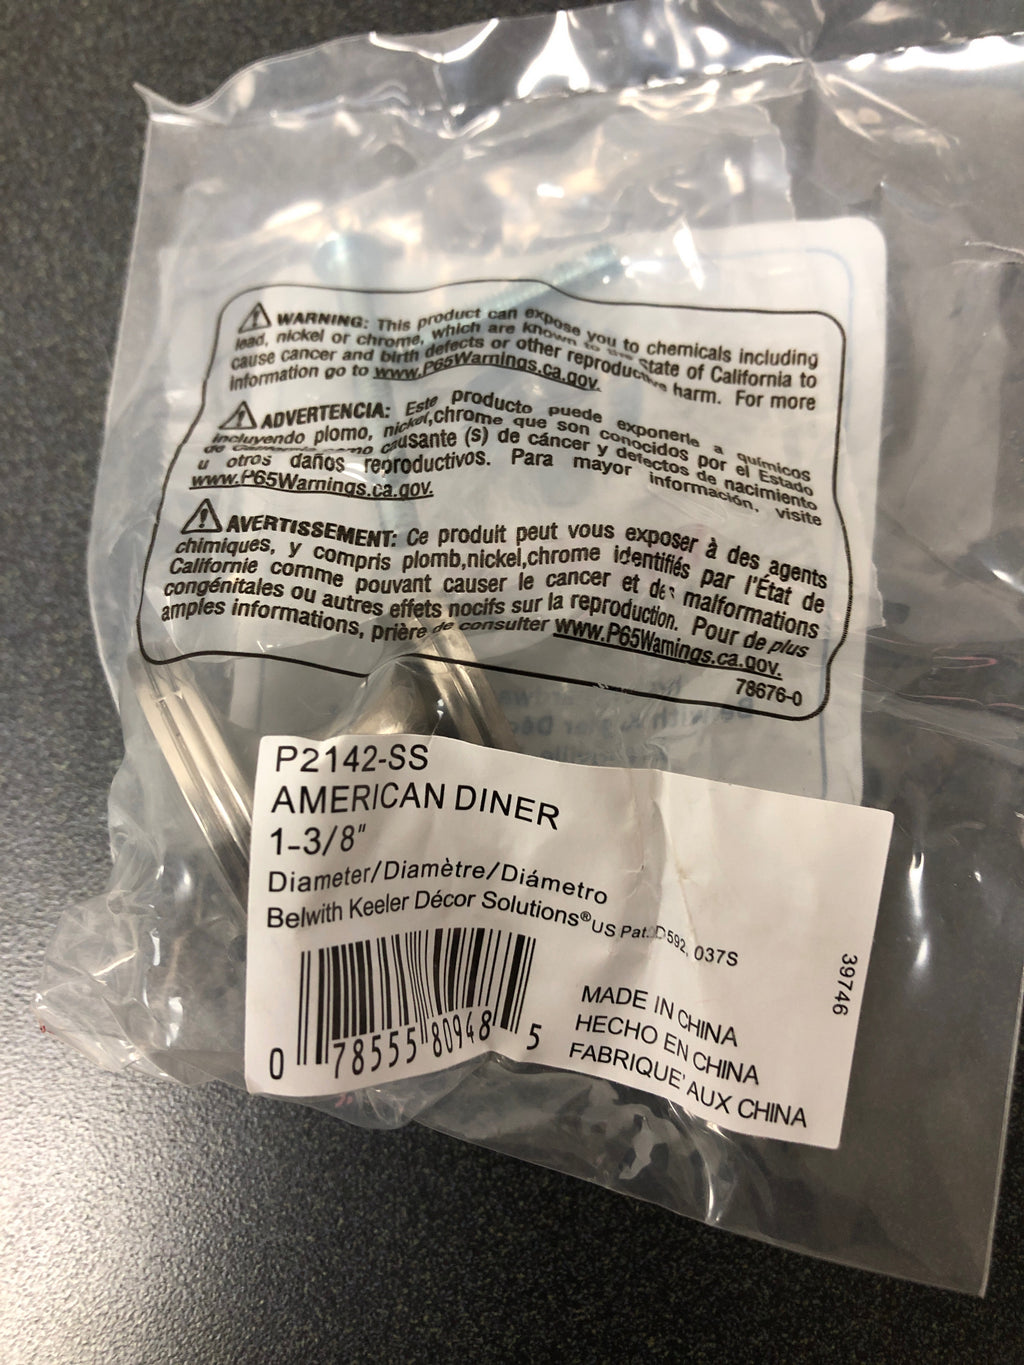 WARNING: This product can expose you to chemicals including
lead, nickel or chrome, which are known to the State of California to
cause cancer and birth defects or other reproductive harm. For more
information go to www.P65Warnings.ca.gov.
ADVERTENCIA: Este producto puede exponerle a químicos
incluyendo plomo, nickel,chrome que son conocidos por el Estado
de California como causante (s) de cáncer y defectos de nacimiento
u otros daños reproductivos. Para mayor información, visite
www.P65Warnings.ca.gov.
AVERTISSEMENT: Ce produit peut vous exposer à des agents
chimiques, y compris plomb,nickel,chrome identifiés par l'État de
Californie comme pouvant causer le cancer et des malformations
congénitales ou autres effets nocifs sur la reproduction. Pour de plus
amples informations, prière de consulter www.P65Warnings.ca.gov.
78676-0
P2142-SS
AMERICAN DINER
1-3/8"
Diameter/Diamètre/Diámetro
Belwith Keeler Décor Solutions® US Pat. D592, 037S
0 78555 80948 5
MADE IN CHINA
HECHO EN CHINA
FABRIQUE' AUX CHINA
39746